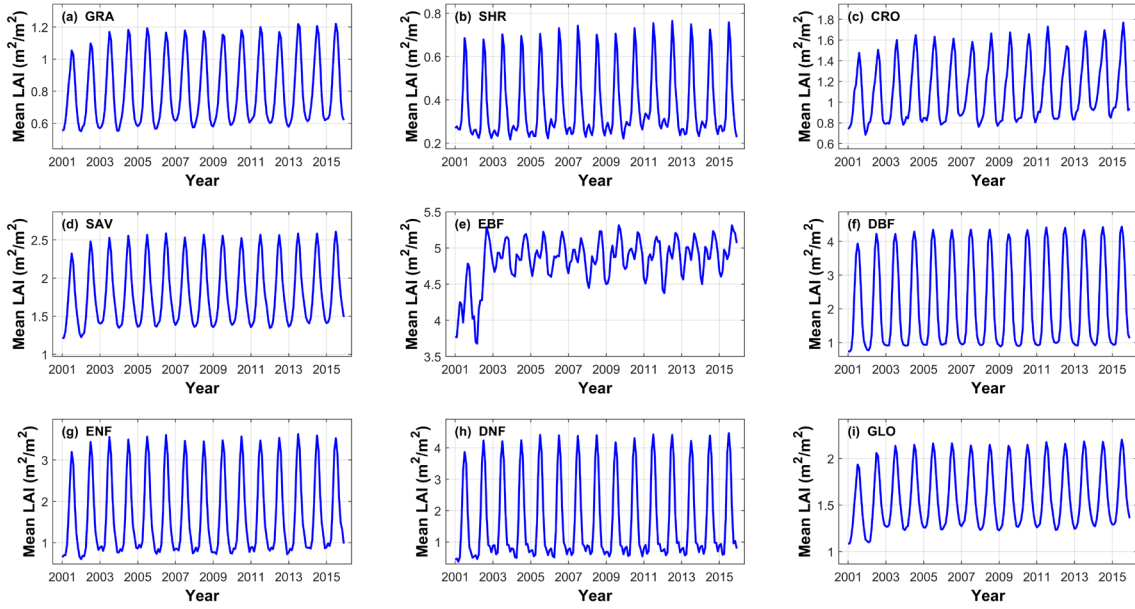 (a) GRA
Mean LAI (m²/m²)
1.2
1
0.8
0.6
2001 2003 2005 2007 2009 2011 2013 2015
Year
(b) SHR
Mean LAI (m²/m²)
0.8
0.6
0.4
0.2
2001 2003 2005 2007 2009 2011 2013 2015
Year
(c) CRO
Mean LAI (m²/m²)
1.8
1.6
1.4
1.2
1
0.8
0.6
2001 2003 2005 2007 2009 2011 2013 2015
Year
(d) SAV
Mean LAI (m²/m²)
2.5
2
1.5
1
2001 2003 2005 2007 2009 2011 2013 2015
Year
(e) EBF
Mean LAI (m²/m²)
5.5
5
4.5
4
3.5
2001 2003 2005 2007 2009 2011 2013 2015
Year
(f) DBF
Mean LAI (m²/m²)
4
3
2
1
2001 2003 2005 2007 2009 2011 2013 2015
Year
(g) ENF
Mean LAI (m²/m²)
3
2
1
2001 2003 2005 2007 2009 2011 2013 2015
Year
(h) DNF
Mean LAI (m²/m²)
4
3
2
1
2001 2003 2005 2007 2009 2011 2013 2015
Year
(i) GLO
Mean LAI (m²/m²)
2
1.5
1
2001 2003 2005 2007 2009 2011 2013 2015
Year